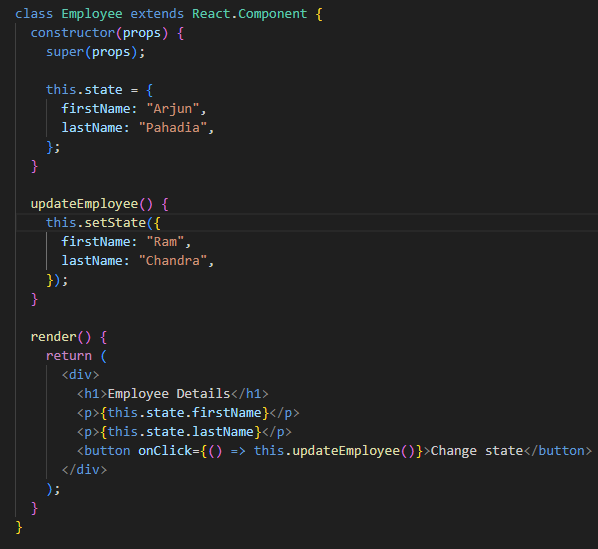 class Employee extends React.Component {
  constructor(props) {
    super(props);

    this.state = {
      firstName: "Arjun",
      lastName: "Pahadia",
    };
  }

  updateEmployee() {
    this.setState({
      firstName: "Ram",
      lastName: "Chandra",
    });
  }

  render() {
    return (
      <div>
        <h1>Employee Details</h1>
        <p>{this.state.firstName}</p>
        <p>{this.state.lastName}</p>
        <button onClick={() => this.updateEmployee()}>Change state</button>
      </div>
    );
  }
}